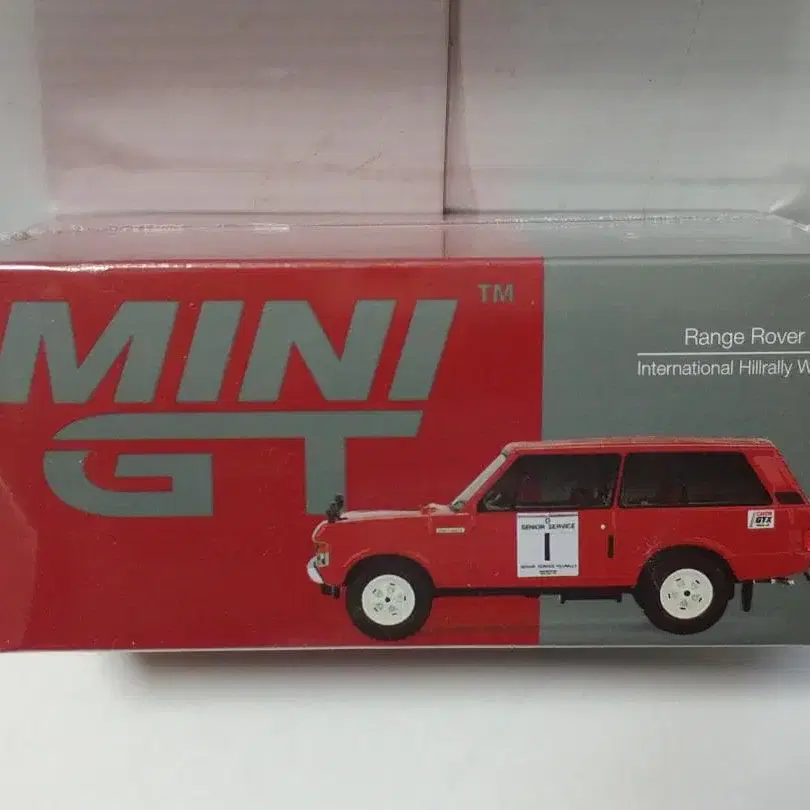 MINI
GT
TM
Range Rover
International Hillrally W
SENIOR SERVICE
1
GTX